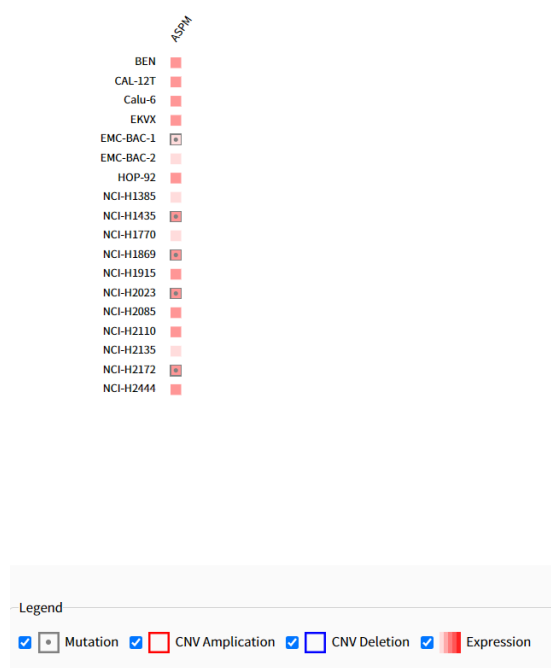 ASPM
BEN
CAL-12T
Calu-6
EKVX
EMC-BAC-1
EMC-BAC-2
HOP-92
NCI-H1385
NCI-H1435
NCI-H1770
NCI-H1869
NCI-H1915
NCI-H2023
NCI-H2085
NCI-H2110
NCI-H2135
NCI-H2172
NCI-H2444
Legend
Mutation CNV Amplication CNV Deletion Expression